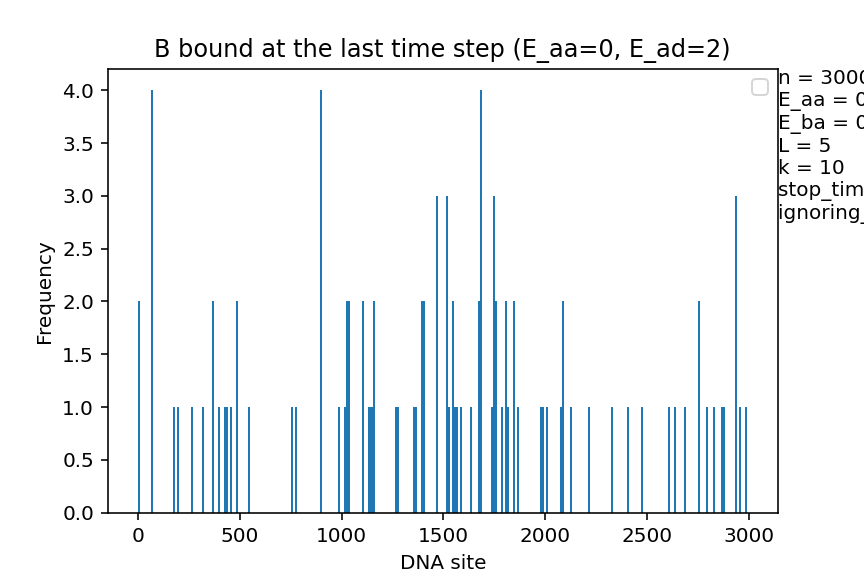 B bound at the last time step (E_aa=0, E_ad=2)
n = 3000
E_aa = 0
E_ba = 0
L = 5
k = 10
stop_tim
ignoring_
4.0
3.5
3.0
2.5
2.0
1.5
1.0
0.5
0.0
Frequency
0 500 1000 1500 2000 2500 3000
DNA site